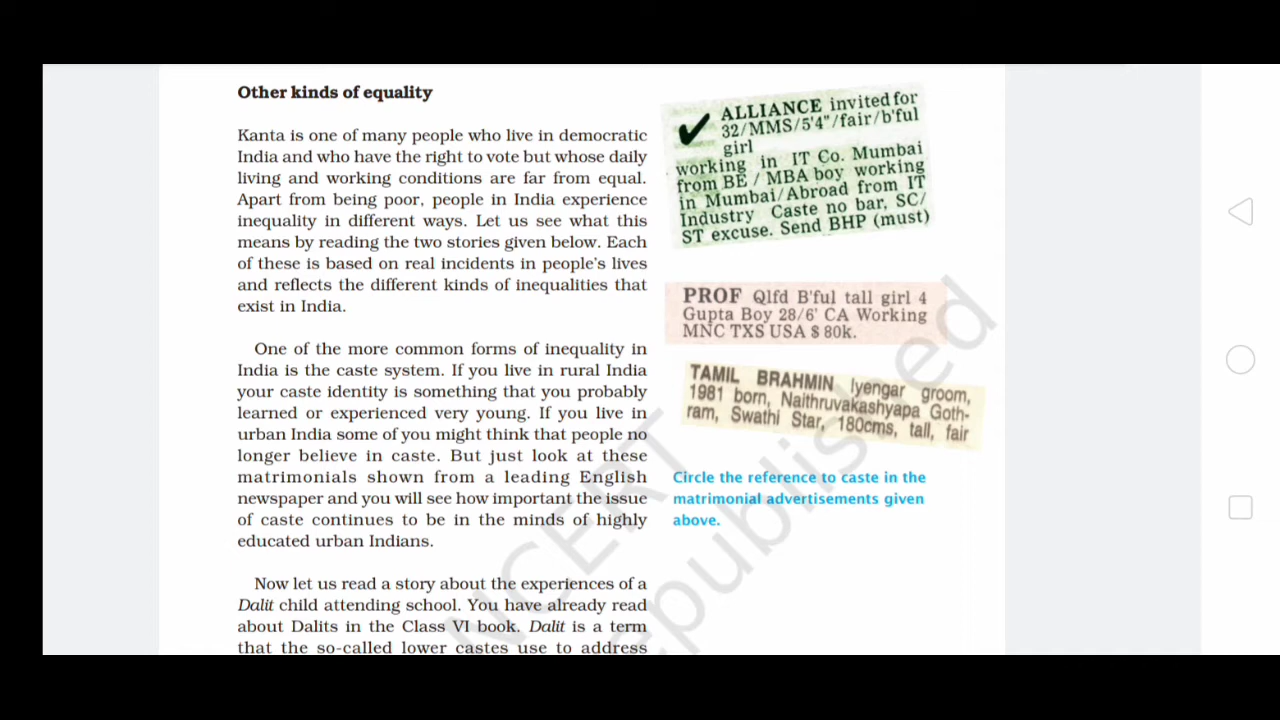 Other kinds of equality
Kanta is one of many people who live in democratic
India and who have the right to vote but whose daily
living and working conditions are far from equal.
Apart from being poor, people in India experience
inequality in different ways. Let us see what this
means by reading the two stories given below. Each
of these is based on real incidents in people's lives
and reflects the different kinds of inequalities that
exist in India.
One of the more common forms of inequality in
India is the caste system. If you live in rural India
your caste identity is something that you probably
learned or experienced very young. If you live in
urban India some of you might think that people no
longer believe in caste. But just look at these
matrimonials shown from a leading English
newspaper and you will see how important the issue
of caste continues to be in the minds of highly
educated urban Indians.
Now let us read a story about the experiences of a
Dalit child attending school. You have already read
about Dalits in the Class VI book. Dalit is a term
that the so-called lower castes use to address
ALLIANCE invited for
32/MMS/5'4"/fair/b'ful
girl
working in IT Co. Mumbai
from BE / MBA boy working
in Mumbai/Abroad from IT
Industry Caste no bar, SC/
ST excuse. Send BHP (must)
PROF Qlfd B'ful tall girl 4
Gupta Boy 28/6' CA Working
MNC TXS USA $ 80k.
TAMIL BRAHMIN Iyengar groom,
1981 born, Naithruvakashyapa Goth-
ram, Swathi Star, 180cms, tall, fair
Circle the reference to caste in the
matrimonial advertisements given
above.
NCERT
republished